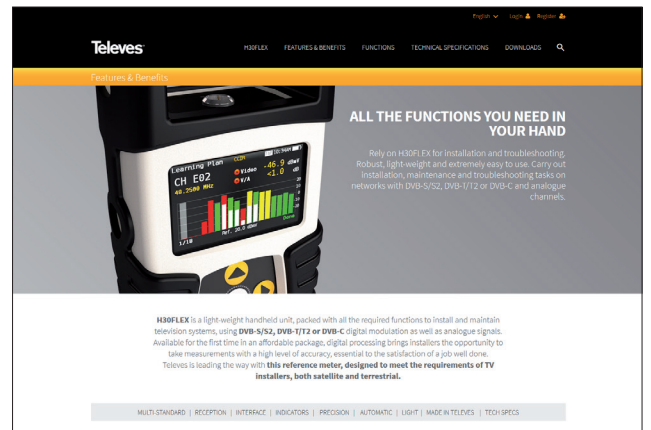 English Login Register
Televes
H30FLEX FEATURES & BENEFITS FUNCTIONS TECHNICAL SPECIFICATIONS DOWNLOADS
Features & Benefits
ALL THE FUNCTIONS YOU NEED IN
YOUR HAND
Rely on H30FLEX for installation and troubleshooting.
Robust, light-weight and extremely easy to use. Carry out
installation, maintenance and troubleshooting tasks on
networks with DVB-S/S2, DVB-T/T2 or DVB-C and analogue
channels.
Learning Plan CCIR
CH E02 Video -46.9 dBmV
48.2500 MHz V/A <1.0 dB
1/10 Ref. 20.0 dBmV
H30FLEX is a light-weight handheld unit, packed with all the required functions to install and maintain
television systems, using DVB-S/S2, DVB-T/T2 or DVB-C digital modulation as well as analogue signals.
Available for the first time in an affordable package, digital processing brings installers the opportunity to
take measurements with a high level of accuracy, essential to the satisfaction of a job well done.
Televes is leading the way with this reference meter, designed to meet the requirements of TV
installers, both satellite and terrestrial.
MULTI-STANDARD | RECEPTION | INTERFACE | INDICATORS | PRECISION | AUTOMATIC | LIGHT | MADE IN TELEVES | TECH SPECS